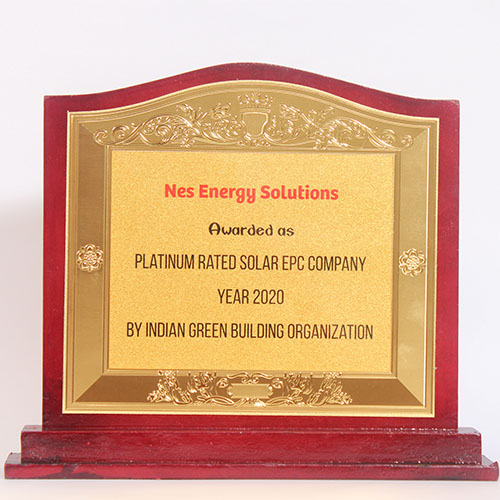 Nes Energy Solutions
Awarded as
PLATINUM RATED SOLAR EPC COMPANY
YEAR 2020
BY INDIAN GREEN BUILDING ORGANIZATION